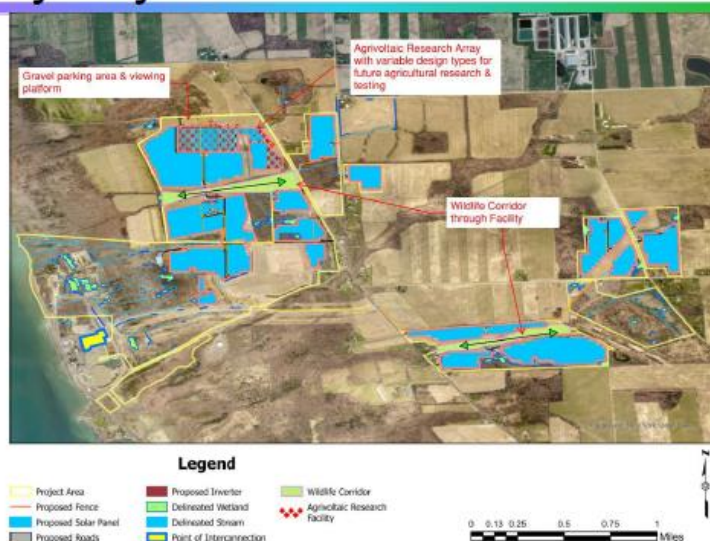 Gravel parking area & viewing
platform
Agrivoltaic Research Array
with variable design types for
future agricultural research &
testing
Wildlife Corridor
through Facility
Legend
Project Area
Proposed Fence
Proposed Solar Panel
Proposed Roads
Proposed Inverter
Delineated Wetland
Delineated Stream
Point of Interconnection
Wildlife Corridor
Agrivoltaic Research
Facility
N
0 0.13 0.25 0.5 0.75 1
Miles